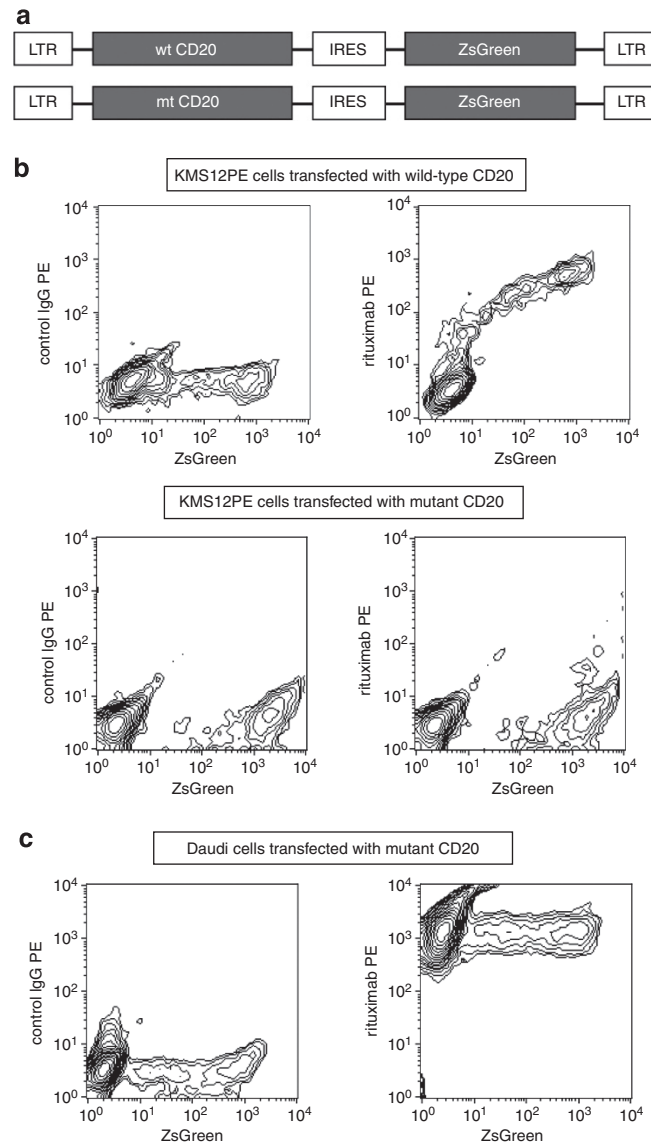 a
LTR wt CD20 IRES ZsGreen LTR
LTR mt CD20 IRES ZsGreen LTR
b
KMS12PE cells transfected with wild-type CD20
control IgG PE
10⁴
10³
10²
10¹
10⁰
10⁰ 10¹ 10² 10³ 10⁴
ZsGreen
rituximab PE
10⁴
10³
10²
10¹
10⁰
10⁰ 10¹ 10² 10³ 10⁴
ZsGreen
KMS12PE cells transfected with mutant CD20
control IgG PE
10⁴
10³
10²
10¹
10⁰
10⁰ 10¹ 10² 10³ 10⁴
ZsGreen
rituximab PE
10⁴
10³
10²
10¹
10⁰
10⁰ 10¹ 10² 10³ 10⁴
ZsGreen
c
Daudi cells transfected with mutant CD20
control IgG PE
10⁴
10³
10²
10¹
10⁰
10⁰ 10¹ 10² 10³ 10⁴
ZsGreen
rituximab PE
10⁴
10³
10²
10¹
10⁰
10⁰ 10¹ 10² 10³ 10⁴
ZsGreen